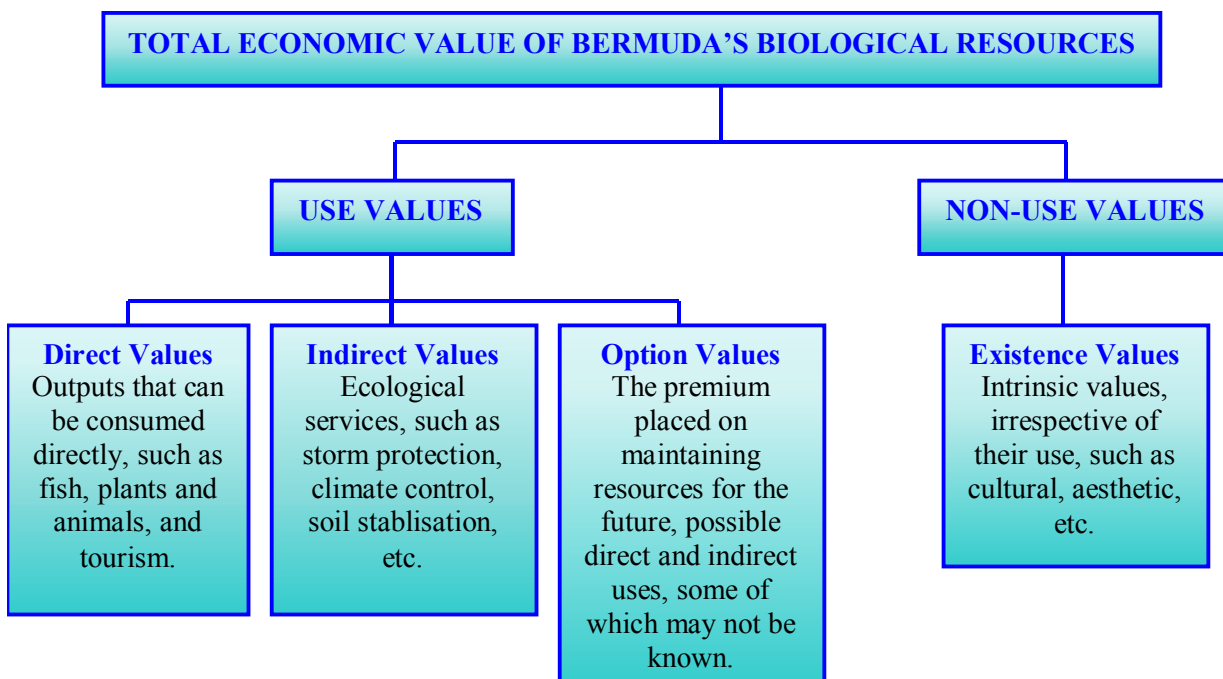 TOTAL ECONOMIC VALUE OF BERMUDA’S BIOLOGICAL RESOURCES
USE VALUES
NON-USE VALUES
Direct Values
Outputs that can
be consumed
directly, such as
fish, plants and
animals, and
tourism.
Indirect Values
Ecological
services, such as
storm protection,
climate control,
soil stablisation,
etc.
Option Values
The premium
placed on
maintaining
resources for the
future, possible
direct and indirect
uses, some of
which may not be
known.
Existence Values
Intrinsic values,
irrespective of
their use, such as
cultural, aesthetic,
etc.